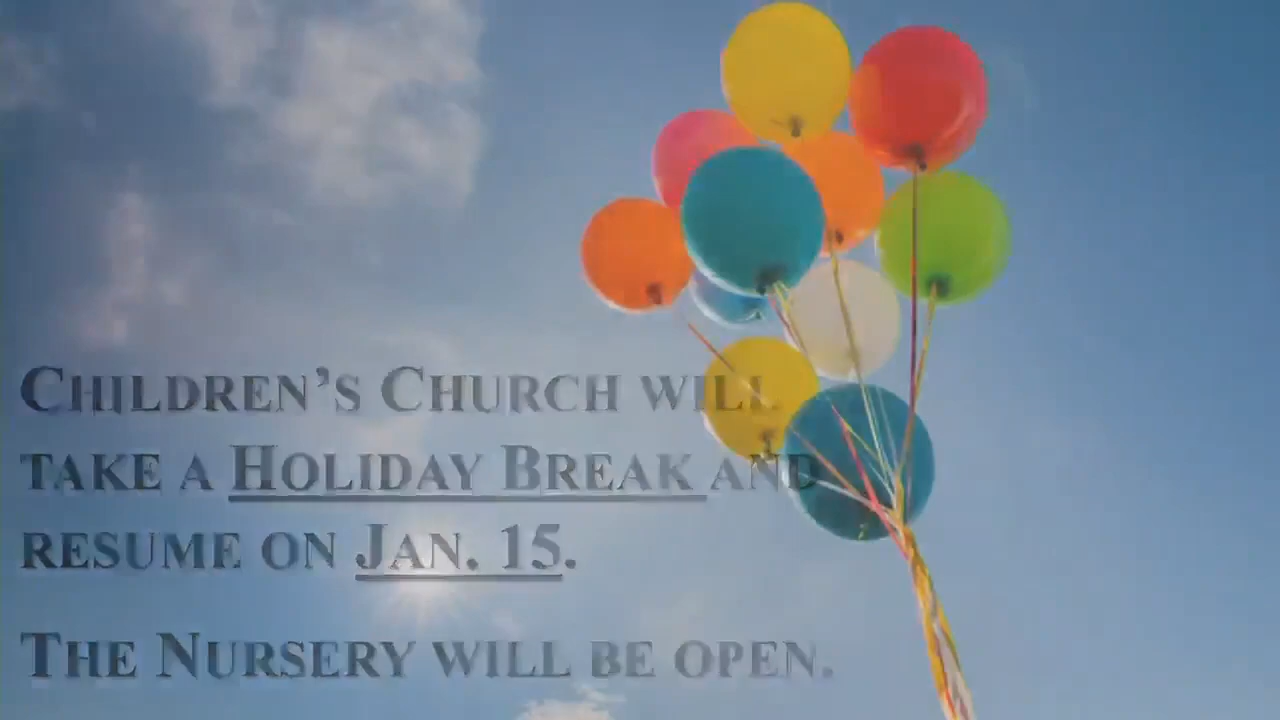 Children’s Church will
take a Holiday Break and
resume on Jan. 15.
The Nursery will be open.